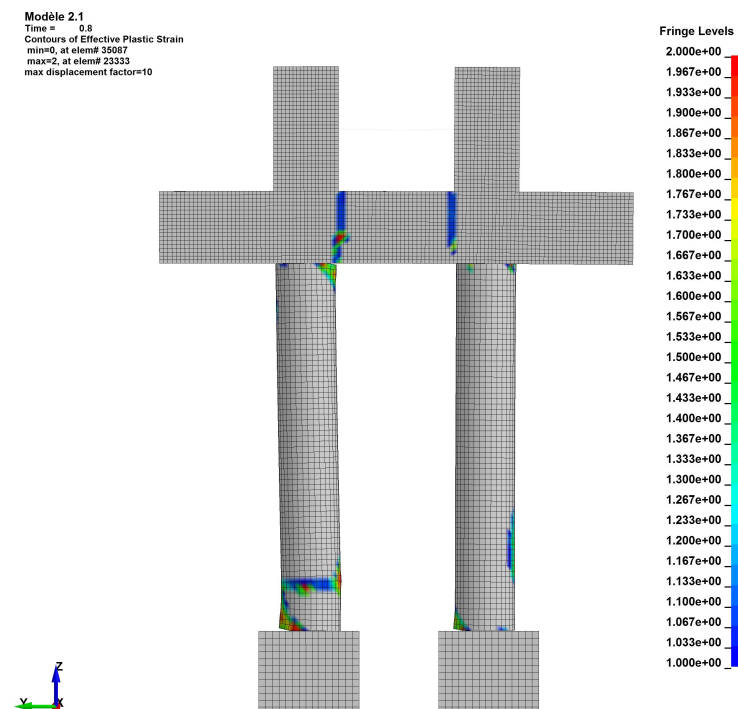 Modèle 2.1
Time = 0.8
Contours of Effective Plastic Strain
min=0, at elem# 35087
max=2, at elem# 23333
max displacement factor=10
Fringe Levels
2.000e+00
1.967e+00
1.933e+00
1.900e+00
1.867e+00
1.833e+00
1.800e+00
1.767e+00
1.733e+00
1.700e+00
1.667e+00
1.633e+00
1.600e+00
1.567e+00
1.533e+00
1.500e+00
1.467e+00
1.433e+00
1.400e+00
1.367e+00
1.333e+00
1.300e+00
1.267e+00
1.233e+00
1.200e+00
1.167e+00
1.133e+00
1.100e+00
1.067e+00
1.033e+00
1.000e+00
Z
Y X